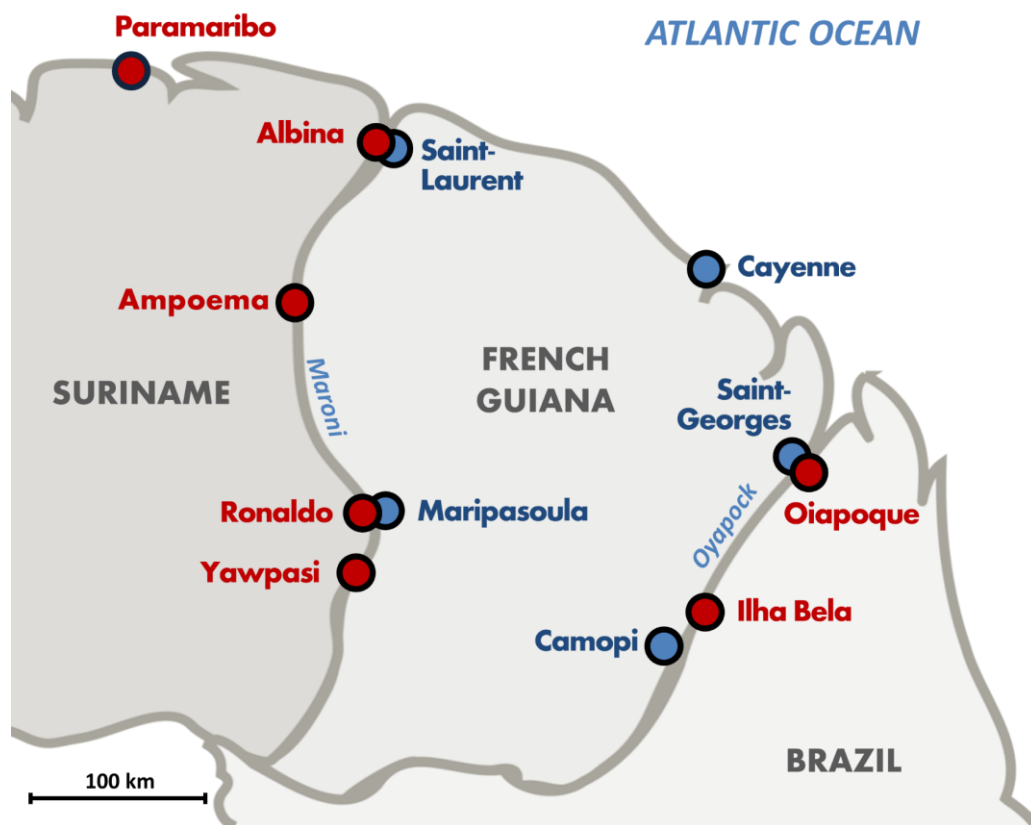 Paramaribo
ATLANTIC OCEAN
Albina
Saint-
Laurent
Cayenne
Ampoema
Maroni
FRENCH
GUIANA
SURINAME
Saint-
Georges
Ronaldo
Maripasoula
Oyapock
Oiapoque
Yawpasi
Ilha Bela
Camopi
BRAZIL
100 km